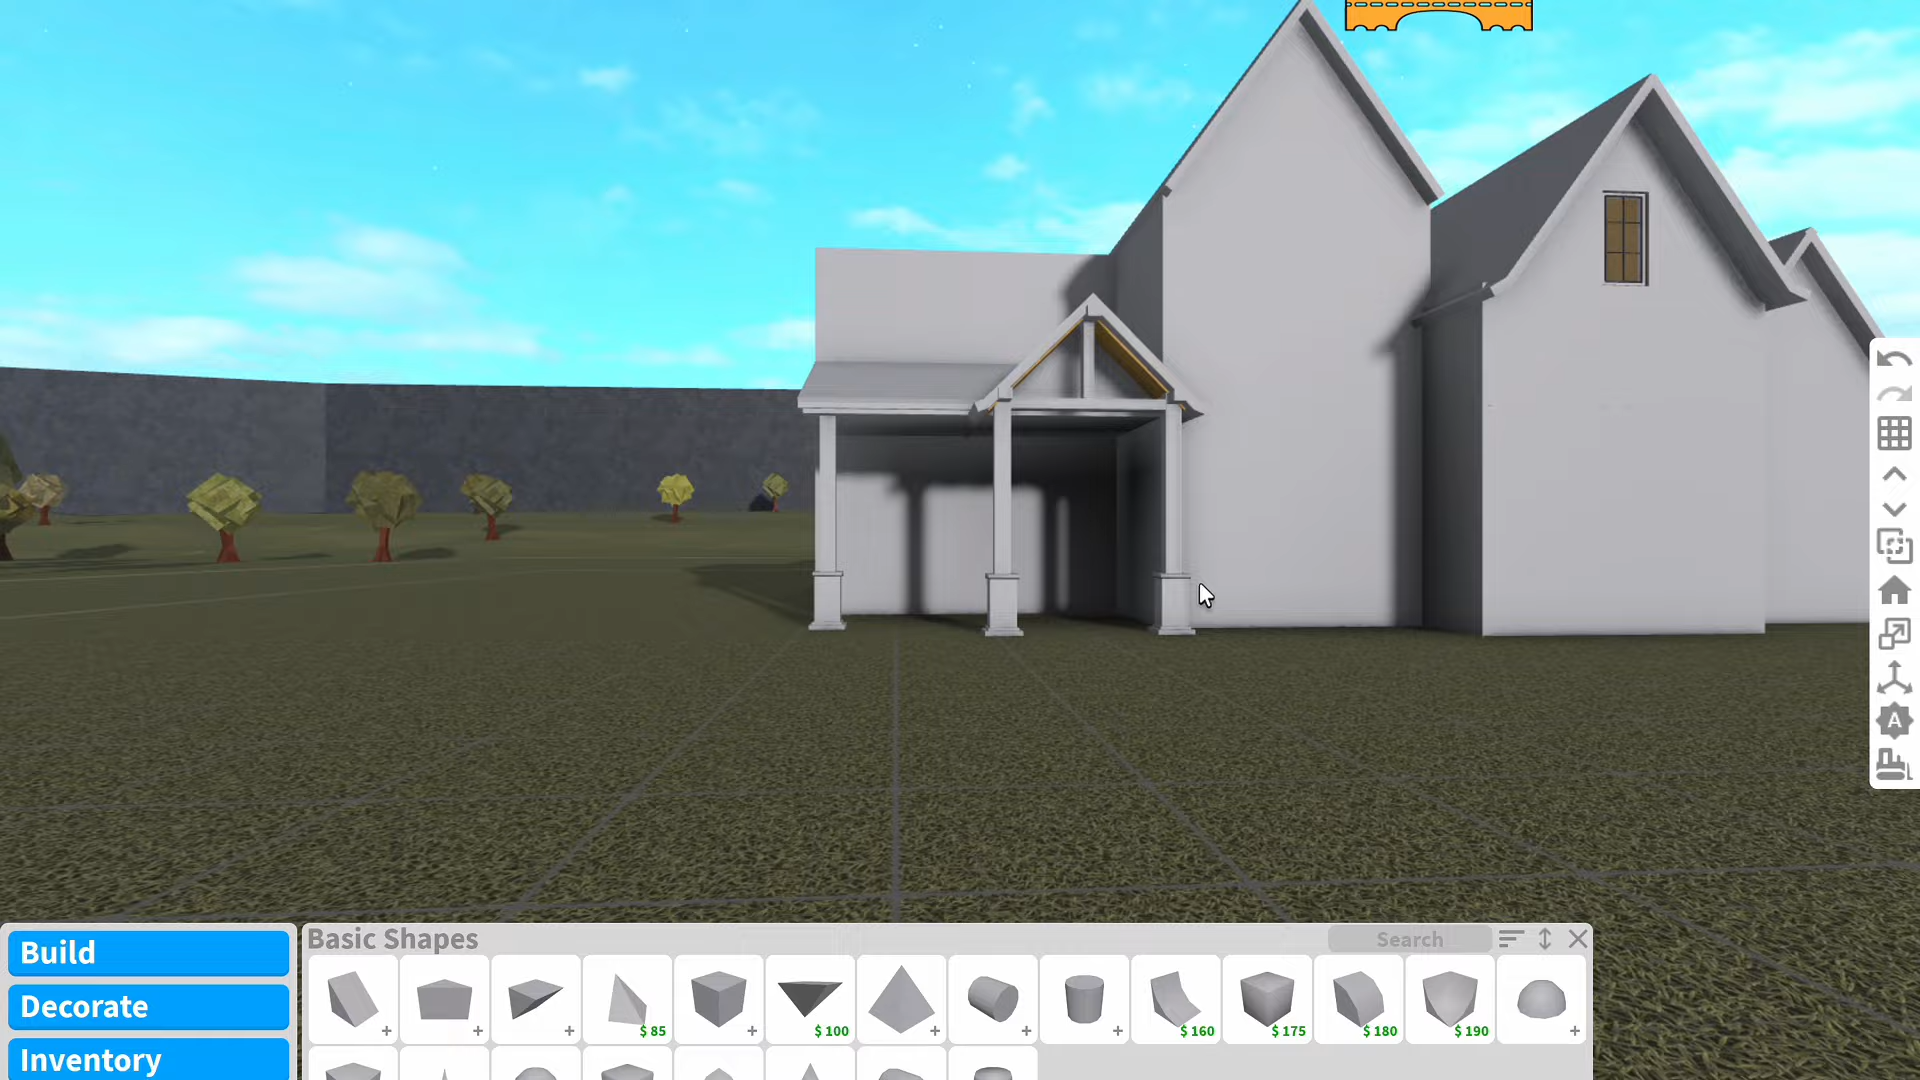 Build
Decorate
Inventory
Basic Shapes
Search
+ + + $ 85 + $ 100 + + + $ 160 $ 175 $ 180 $ 190 +
A